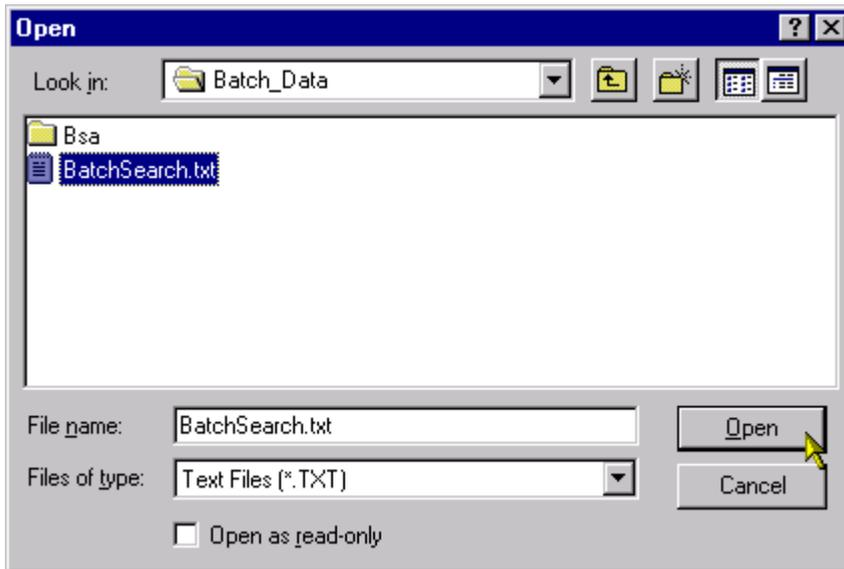 Open
Look in: Batch_Data
Bsa
BatchSearch.txt
File name: BatchSearch.txt Open
Files of type: Text Files (*.TXT) Cancel
Open as read-only